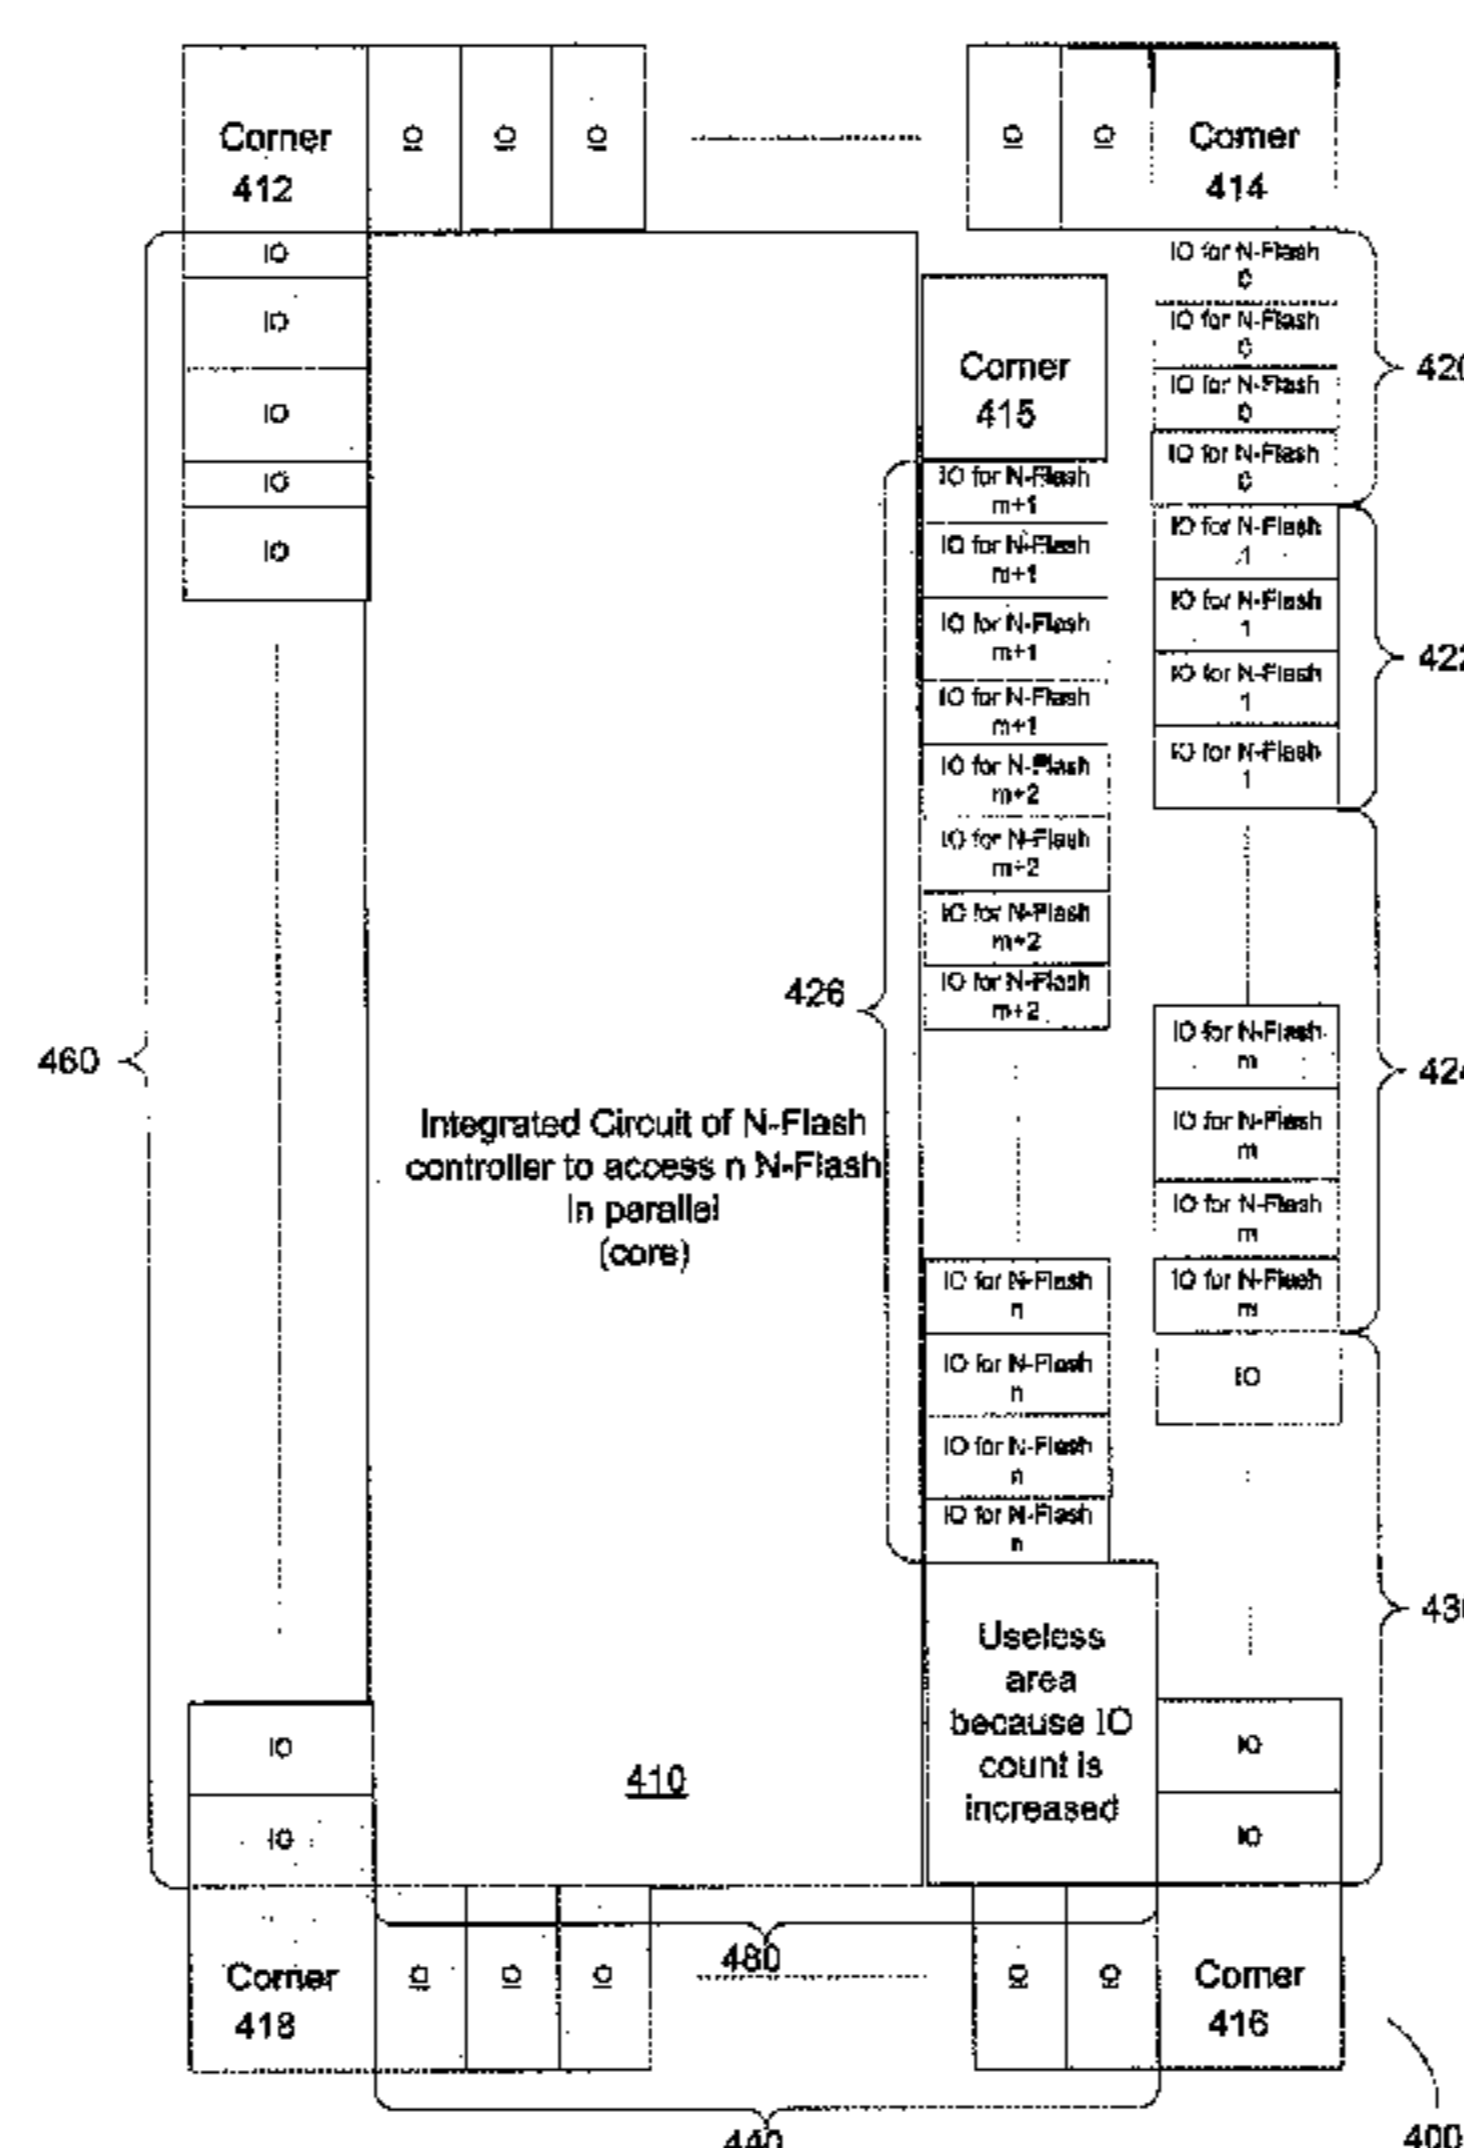 Corner
412
IO
IO
IO
IO
IO
Corner
414
IO
IO
IO
IO
IO
IO for N-Flash
0
IO for N-Flash
0
IO for N-Flash
0
IO for N-Flash
0
420
Corner
415
IO for N-Flash
m+1
IO for N-Flash
m+1
IO for N-Flash
m+1
IO for N-Flash
m+1
IO for N-Flash
m+2
IO for N-Flash
m+2
IO for N-Flash
m+2
IO for N-Flash
m+2
426
IO for N-Flash
1
IO for N-Flash
1
IO for N-Flash
1
IO for N-Flash
1
422
460
Integrated Circuit of N-Flash
controller to access n N-Flash
in parallel
(core)
IO for N-Flash
m
IO for N-Flash
m
IO for N-Flash
m
IO for N-Flash
m
424
IO for N-Flash
n
IO for N-Flash
n
IO for N-Flash
n
IO for N-Flash
n
IO
430
Useless
area
because IO
count is
increased
410
IO
IO
IO
IO
480
Corner
418
IO
IO
IO
IO
IO
Corner
416
440
400